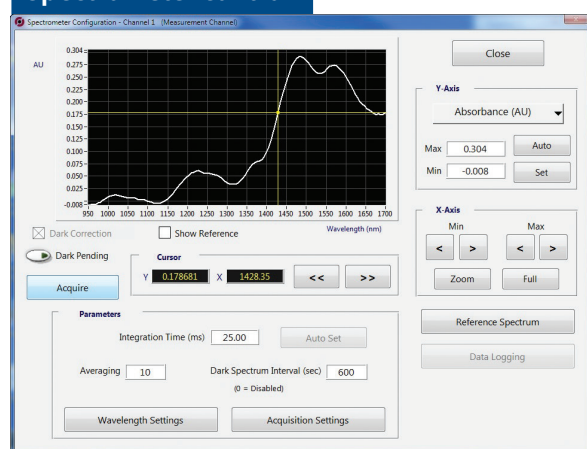 Spectrometer Configuration - Channel 1 (Measurement Channel)
AU
0.304
0.275
0.250
0.225
0.200
0.175
0.150
0.125
0.100
0.075
0.050
0.025
-0.008
950 1000 1050 1100 1150 1200 1250 1300 1350 1400 1450 1500 1550 1600 1650 1700
Wavelength (nm)
Dark Correction
Show Reference
Dark Pending
Acquire
Cursor
Y 0.178681 X 1428.35 << >>
Parameters
Integration Time (ms) 25.00 Auto Set
Averaging 10 Dark Spectrum Interval (sec) 600
(0 = Disabled)
Wavelength Settings Acquisition Settings
Close
Y-Axis
Absorbance (AU)
Max 0.304 Auto
Min -0.008 Set
X-Axis
Min Max
< > < >
Zoom Full
Reference Spectrum
Data Logging